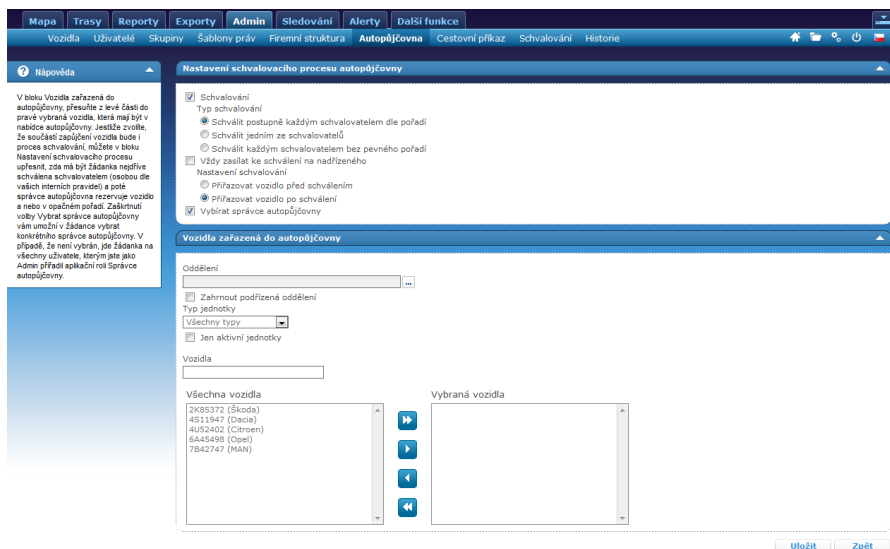 Mapa Trasy Reporty Exporty Admin Sledování Alerty Další funkce
Vozidla Uživatelé Skupiny Šablony práv Firemní struktura Autopůjčovna Cestovní příkaz Schvalování Historie
? Nápověda
V bloku Vozidla zařazená do
autopůjčovny, přesuňte z levé části do
pravé vybraná vozidla, která mají být v
nabídce autopůjčovny. Jestliže zvolíte,
že součástí zapůjčení vozidla bude i
proces schvalování, můžete v bloku
Nastavení schvalovacího procesu
upřesnit, zda má být žádanka nejdříve
schválena schvalovatelem (osobou dle
vašich interních pravidel) a poté
správce autopůjčovna rezervuje vozidlo
a nebo v opačném pořadí. Zaškrtnutí
volby Vybrat správce autopůjčovny
vám umožní v žádance vybrat
konkrétního správce autopůjčovny. V
případě, že není vybrán, jde žádanka na
všechny uživatele, kterým jste jako
Admin přiřadil aplikační roli Správce
autopůjčovny.
Nastavení schvalovacího procesu autopůjčovny
Schvalování
Typ schvalování
Schválit postupně každým schvalovatelem dle pořadí
Schválit jedním ze schvalovatelů
Schválit každým schvalovatelem bez pevného pořadí
Vždy zasílat ke schválení na nadřízeného
Nastavení schvalování
Přiřazovat vozidlo před schválením
Přiřazovat vozidlo po schválení
Vybírat správce autopůjčovny
Vozidla zařazená do autopůjčovny
Oddělení
...
Zahrnout podřízená oddělení
Typ jednotky
Všechny typy
Jen aktivní jednotky
Vozidla
Všechna vozidla
2K85372 (Škoda)
4S11947 (Dacia)
4U52402 (Citroen)
6A45498 (Opel)
7B42747 (MAN)
Vybraná vozidla
Uložit Zpět